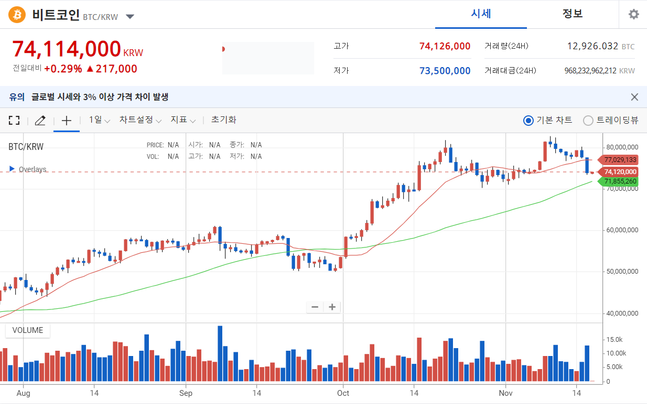 비트코인 BTC/KRW
시세 정보
74,114,000 KRW
전일대비 +0.29% ▲217,000
고가 74,126,000 거래량(24H) 12,926.032 BTC
저가 73,500,000 거래대금(24H) 968,232,962,212 KRW
유의 글로벌 시세와 3% 이상 가격 차이 발생
1일 차트설정 지표 초기화 기본 차트 트레이딩뷰
BTC/KRW PRICE: N/A 시가: N/A 종가: N/A
VOL: N/A 고가: N/A 저가: N/A
Overlays
80,000,000
77,029,133
74,120,000
71,855,260
70,000,000
60,000,000
50,000,000
40,000,000
VOLUME
15.00k
10.00k
5.00k
0
Aug 14 Sep 14 Oct 14 Nov 14